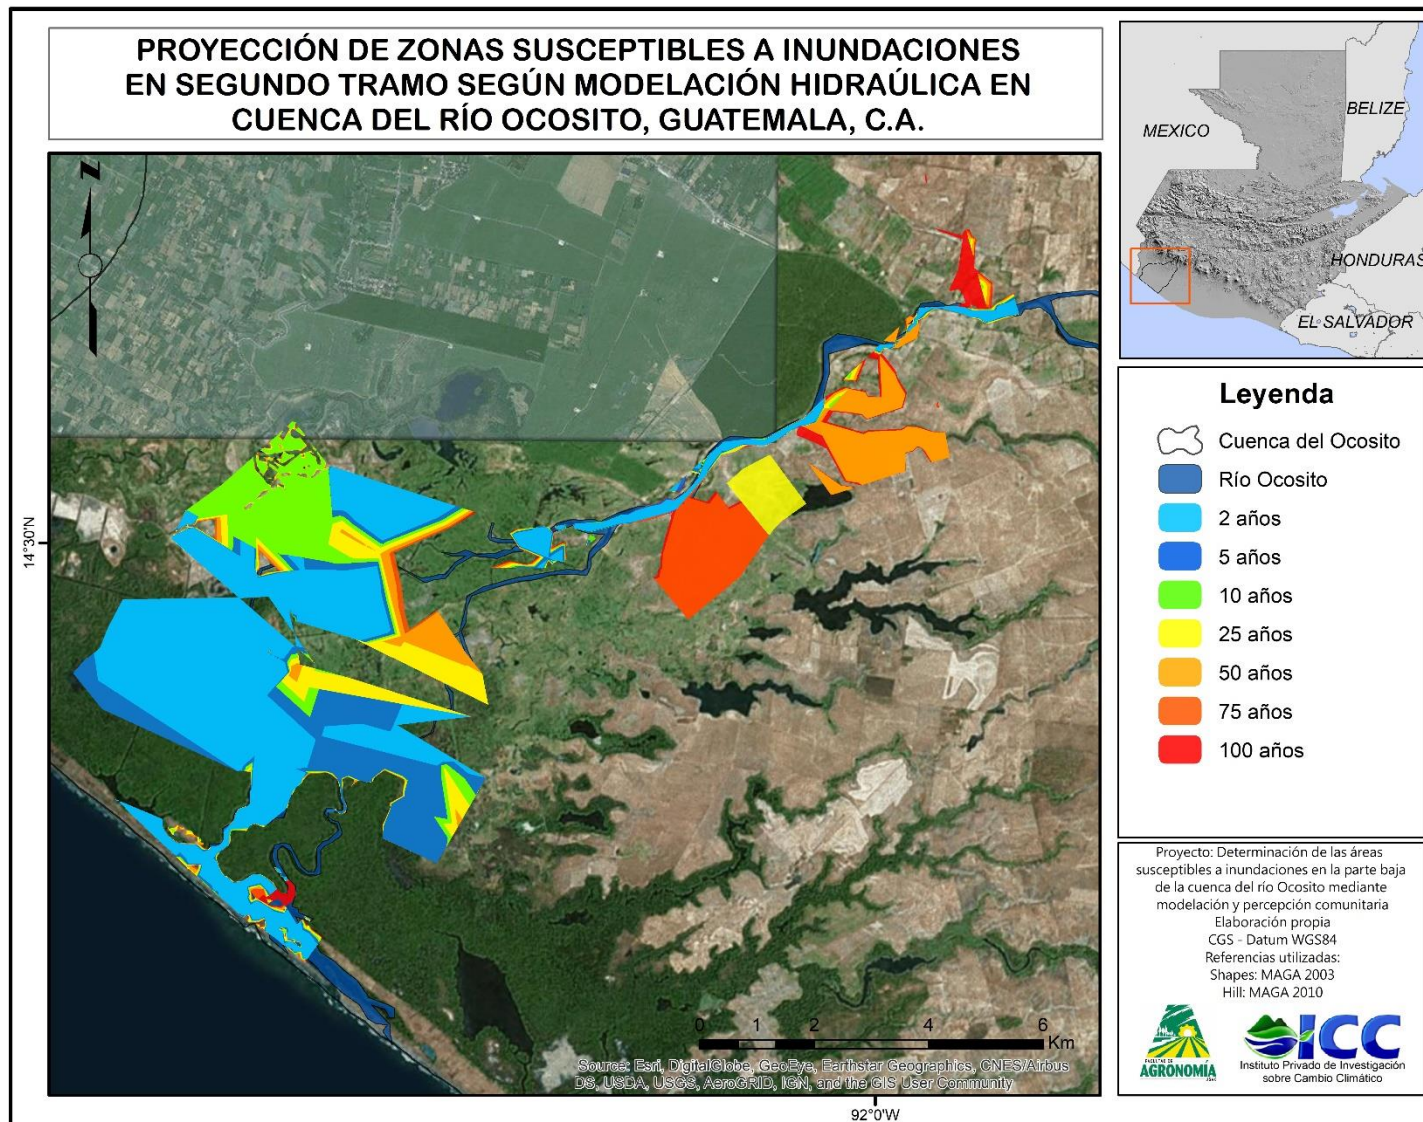 PROYECCIÓN DE ZONAS SUSCEPTIBLES A INUNDACIONES
EN SEGUNDO TRAMO SEGÚN MODELACIÓN HIDRAÚLICA EN
CUENCA DEL RÍO OCOSITO, GUATEMALA, C.A.
MEXICO
BELIZE
HONDURAS
EL SALVADOR
Z
14°30'N
92°0'W
0 1 2 4 6
Km
Source: Esri, DigitalGlobe, GeoEye, Earthstar Geographics, CNES/Airbus
DS, USDA, USGS, AeroGRID, IGN, and the GIS User Community
Leyenda
Cuenca del Ocosito
Río Ocosito
2 años
5 años
10 años
25 años
50 años
75 años
100 años
Proyecto: Determinación de las áreas
susceptibles a inundaciones en la parte baja
de la cuenca del río Ocosito mediante
modelación y percepción comunitaria
Elaboración propia
CGS - Datum WGS84
Referencias utilizadas:
Shapes: MAGA 2003
Hill: MAGA 2010
FACULTAD DE
AGRONOMÍA
ICC
Instituto Privado de Investigación
sobre Cambio Climático